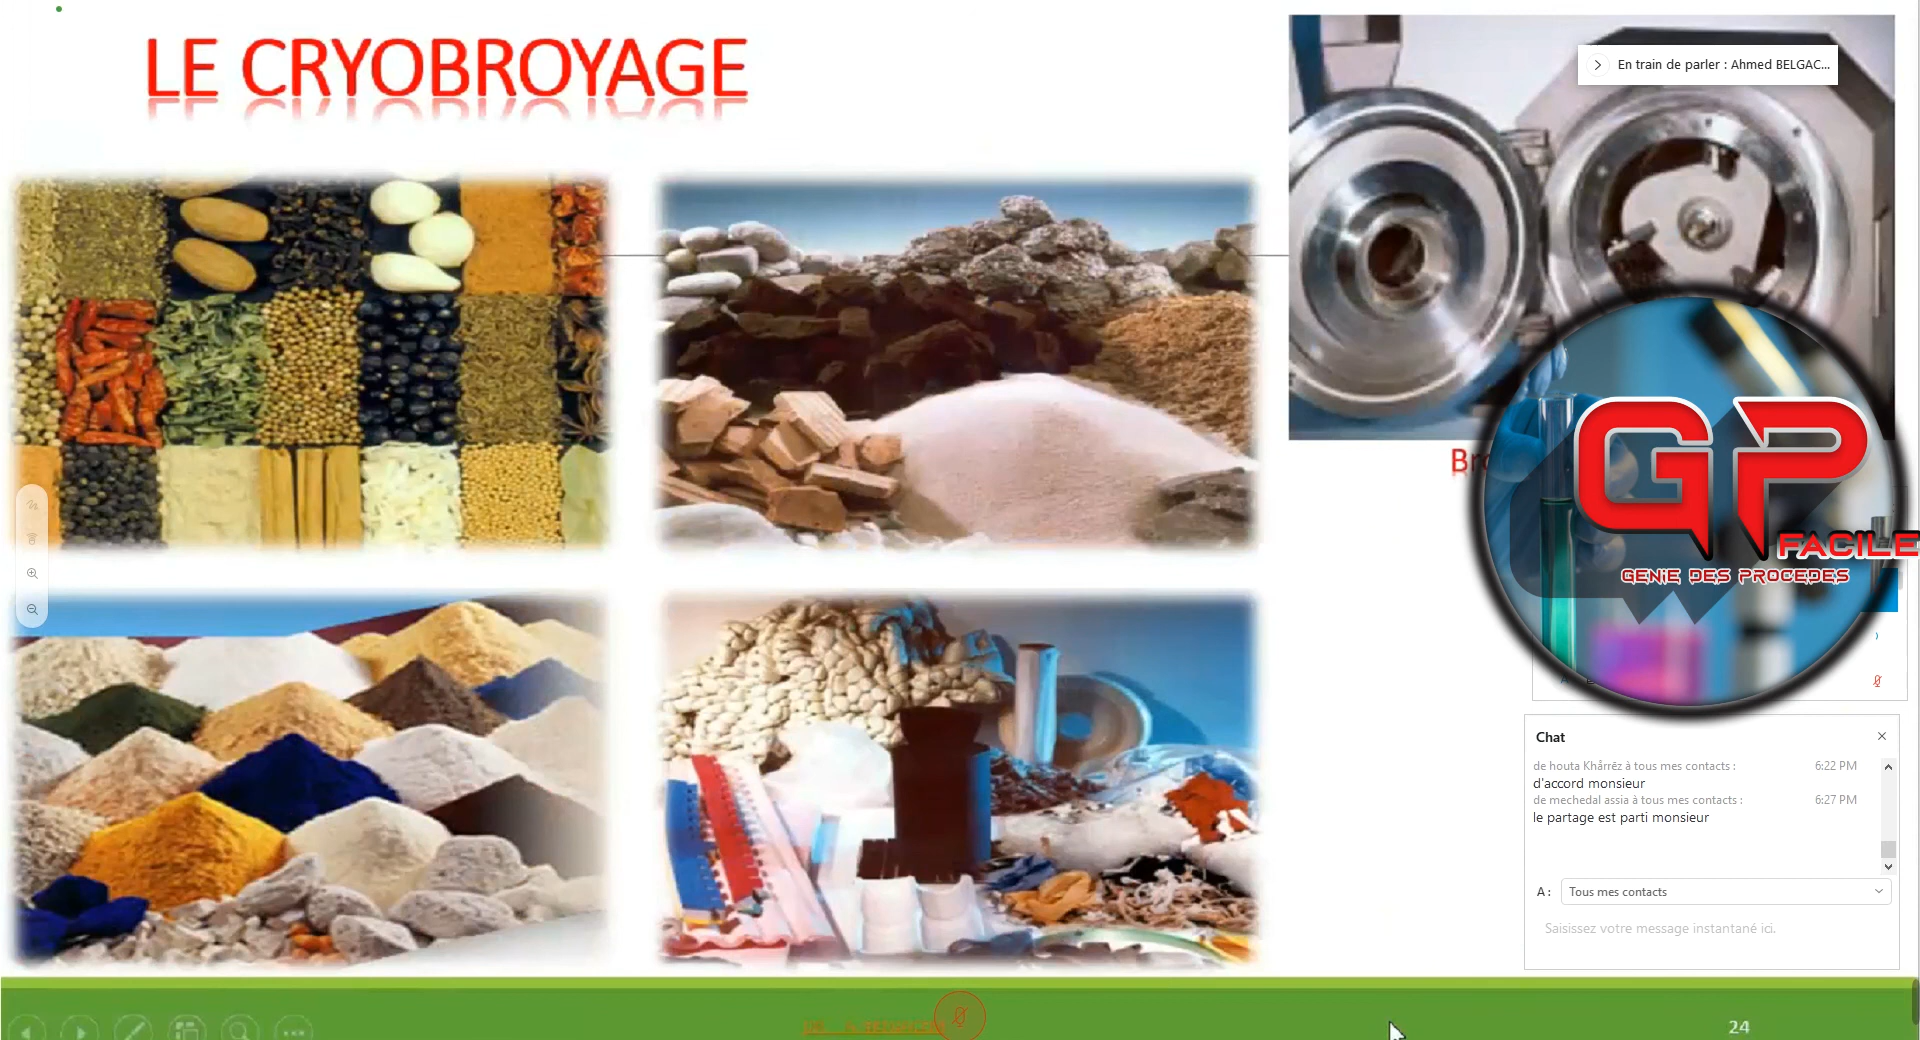 LE CRYOBROYAGE
En train de parler : Ahmed BELGAC...
GP
FACILE
GENIE DES PROCEDES
Chat
de houta Khårrêz à tous mes contacts :
6:22 PM
d'accord monsieur
de mechedal assia à tous mes contacts :
6:27 PM
le partage est parti monsieur
A :
Tous mes contacts
Saisissez votre message instantané ici.
24